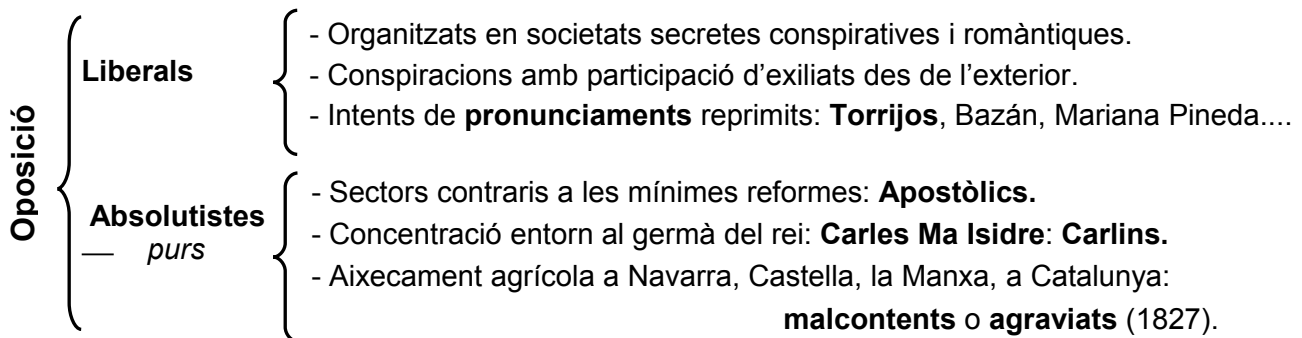 Oposició
Liberals
- Organitzats en societats secretes conspiratives i romàntiques.
- Conspiracions amb participació d’exiliats des de l’exterior.
- Intents de pronunciaments reprimits: Torrijos, Bazán, Mariana Pineda....
Absolutistes
— purs
- Sectors contraris a les mínimes reformes: Apostòlics.
- Concentració entorn al germà del rei: Carles Ma Isidre: Carlins.
- Aixecament agrícola a Navarra, Castella, la Manxa, a Catalunya:
malcontents o agraviats (1827).